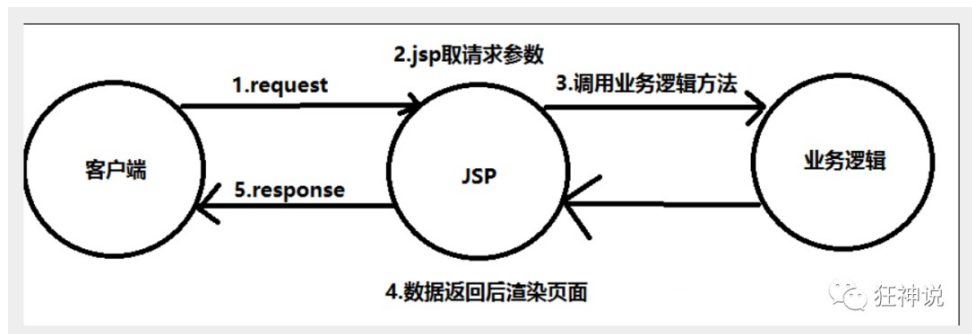 2.jsp取请求参数
1.request
3.调用业务逻辑方法
客户端
JSP
业务逻辑
5.response
4.数据返回后渲染页面
狂神说